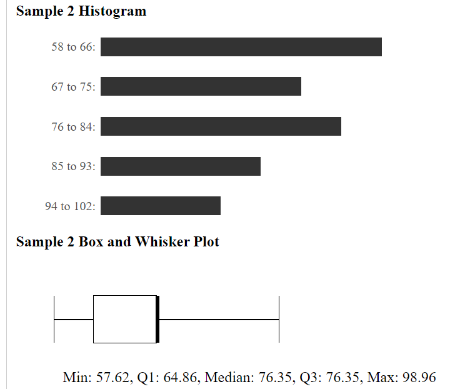 Sample 2 Histogram
58 to 66:
67 to 75:
76 to 84:
85 to 93:
94 to 102:
Sample 2 Box and Whisker Plot
Min: 57.62, Q1: 64.86, Median: 76.35, Q3: 76.35, Max: 98.96